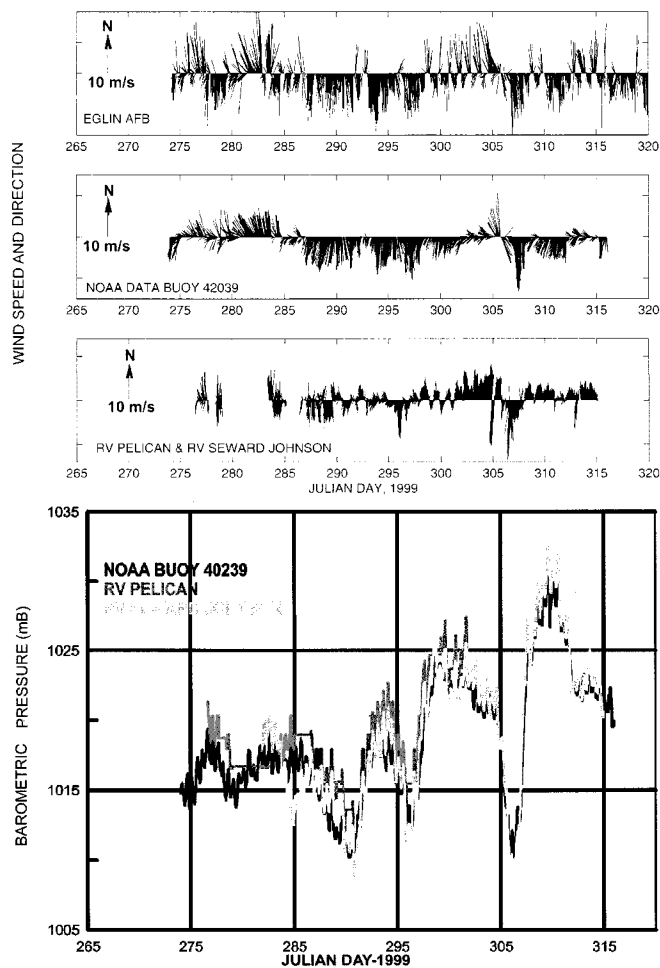 WIND SPEED AND DIRECTION
N
10 m/s
EGLIN AFB
265 270 275 280 285 290 295 300 305 310 315 320
N
10 m/s
NOAA DATA BUOY 42039
265 270 275 280 285 290 295 300 305 310 315 320
N
10 m/s
RV PELICAN & RV SEWARD JOHNSON
265 270 275 280 285 290 295 300 305 310 315 320
JULIAN DAY, 1999
BAROMETRIC PRESSURE (mB)
1035
NOAA BUOY 40239
RV PELICAN
1025
1015
1005
265 275 285 295 305 315
JULIAN DAY-1999